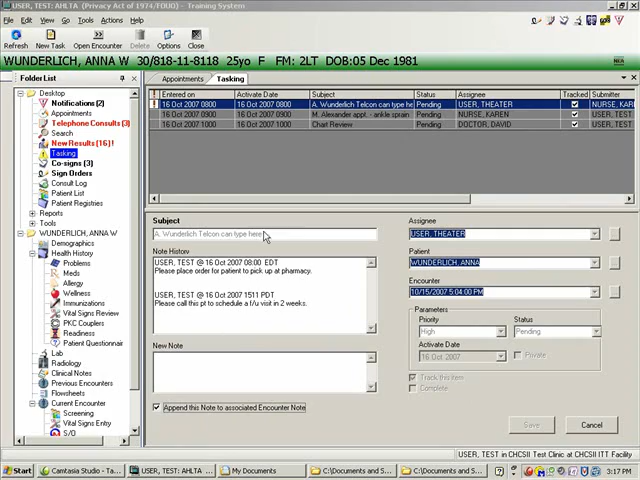 USER, TEST: AHLTA (Privacy Act of 1974/FOUO) - Training System
File Edit View Go Tools Actions Help
Refresh New Task Open Encounter Delete Options Close
WUNDERLICH, ANNA W 30/818-11-8118 25yo F FM: 2LT DOB:05 Dec 1981
Folder List
Appointments Tasking
Desktop
Notifications (2)
Appointments
Telephone Consults (3)
Search
New Results (16) !
Tasking
Co-signs (3)
Sign Orders
Consult Log
Patient List
Patient Registries
Reports
Tools
WUNDERLICH, ANNA W
Demographics
Health History
Problems
Meds
Allergy
Wellness
Immunizations
Vital Signs Review
PKC Couplers
Readiness
Patient Questionnai
Lab
Radiology
Clinical Notes
Previous Encounters
Flowsheets
Current Encounter
Screening
Vital Signs Entry
S/O
! Entered on Activate Date Subject Status Assignee Tracked Submitter
! 16 Oct 2007 0800 16 Oct 2007 0800 A. Wunderlich Telcon can type he Pending USER, THEATER NURSE, KAR
16 Oct 2007 0900 16 Oct 2007 0900 M. Alexander appt. - ankle sprain Pending NURSE, KAREN USER, TEST
16 Oct 2007 1000 16 Oct 2007 1000 Chart Review Pending DOCTOR, DAVID USER, TEST
Subject
A. Wunderlich Telcon can type here
Note History
USER, TEST @ 16 Oct 2007 08:00 EDT
Please place order for patient to pick up at pharmacy.
USER, TEST @ 16 Oct 2007 1511 PDT
Please call this pt to schedule a f/u visit in 2 weeks.
New Note
Append this Note to associated Encounter Note
Assignee
USER, THEATER
Patient
WUNDERLICH, ANNA
Encounter
10/15/2007 5:04:00 PM
Parameters
Priority Status
High Pending
Activate Date
16 Oct 2007 Private
Track this item
Complete
Save Cancel
USER, TEST in CHCSII Test Clinic at CHCSII ITT Facility
Start Camtasia Studio - Ta... USER, TEST: AHLTA ... My Documents C:\Documents and S... C:\Documents and S... 3:17 PM